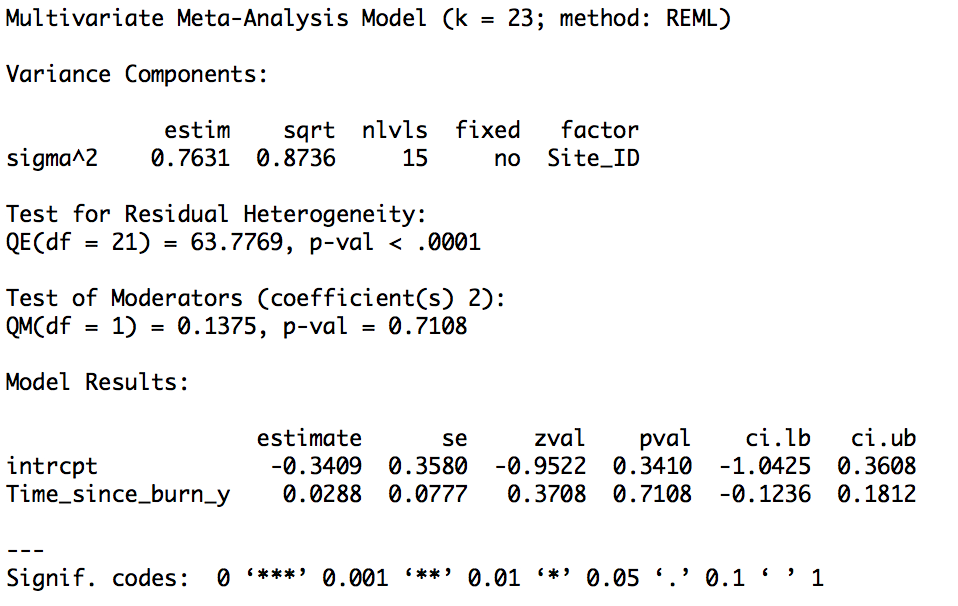 Multivariate Meta-Analysis Model (k = 23; method: REML)
Variance Components:
estim sqrt nlvls fixed factor
sigma^2 0.7631 0.8736 15 no Site_ID
Test for Residual Heterogeneity:
QE(df = 21) = 63.7769, p-val < .0001
Test of Moderators (coefficient(s) 2):
QM(df = 1) = 0.1375, p-val = 0.7108
Model Results:
estimate se zval pval ci.lb ci.ub
intrcpt -0.3409 0.3580 -0.9522 0.3410 -1.0425 0.3608
Time_since_burn_y 0.0288 0.0777 0.3708 0.7108 -0.1236 0.1812
---
Signif. codes: 0 ‘***’ 0.001 ‘**’ 0.01 ‘*’ 0.05 ‘.’ 0.1 ‘ ’ 1